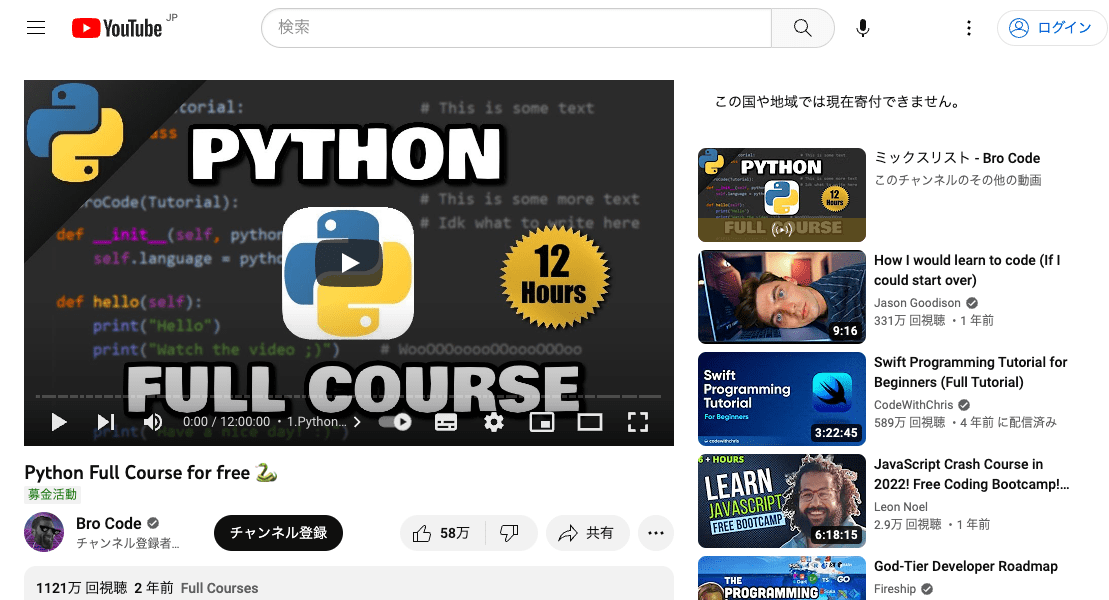 YouTube JP
検索
ログイン
torial:
# This is some text
ass
PYTHON
BroCode(Tutorial):
# This is some more text
# Idk what to write here
def __init__(self, python
self.language = pytho
12
Hours
def hello(self):
print("Hello")
print("Watch the video ;)")
FULL COURSE
0:00 / 12:00:00 ・ 1.Python...
Python Full Course for free
募金活動
Bro Code
チャンネル登録者...
チャンネル登録
58万
共有
1121万 回視聴 2 年前 Full Courses
この国や地域では現在寄付できません。
PYTHON
12
Hours
FULL COURSE
ミックスリスト - Bro Code
このチャンネルのその他の動画
9:16
How I would learn to code (If I
could start over)
Jason Goodison
331万 回視聴 ・1 年前
Swift
Programming
Tutorial
For Beginners
codewithchris
3:22:45
Swift Programming Tutorial for
Beginners (Full Tutorial)
CodeWithChris
589万 回視聴 ・4 年前 に配信済み
6 + HOURS
LEARN
JAVASCRIPT
FREE BOOTCAMP
6:18:15
JavaScript Crash Course in
2022! Free Coding Bootcamp!...
Leon Noel
2.9万 回視聴 ・1 年前
THE
PROGRAMMING
TS
GO
God-Tier Developer Roadmap
Fireship